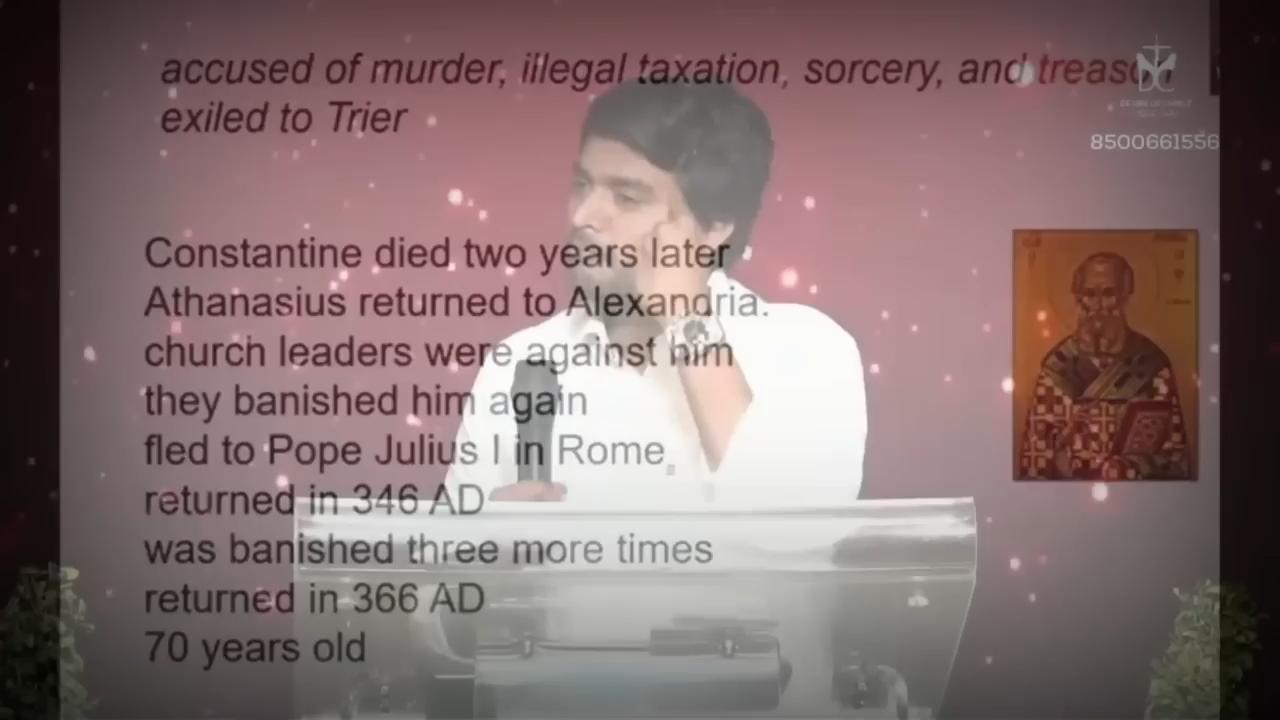 accused of murder, illegal taxation, sorcery, and treason
exiled to Trier
8500661556
Constantine died two years later
Athanasius returned to Alexandria.
church leaders were against him
they banished him again
fled to Pope Julius I in Rome
returned in 346 AD
was banished three more times
returned in 366 AD
70 years old